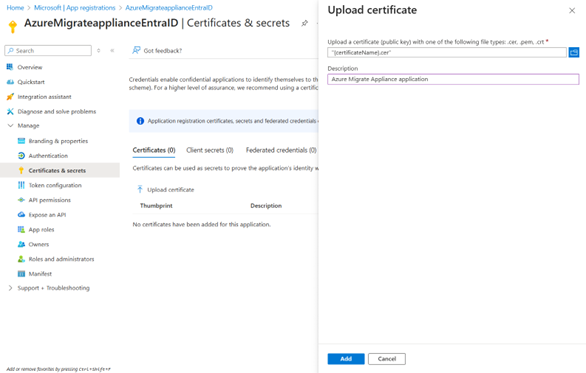 Home > Microsoft | App registrations > AzureMigrateapplianceEntraID
AzureMigrateapplianceEntraID | Certificates & secrets
Search
Overview
Quickstart
Integration assistant
Diagnose and solve problems
Manage
Branding & properties
Authentication
Certificates & secrets
Token configuration
API permissions
Expose an API
App roles
Owners
Roles and administrators
Manifest
Support + Troubleshooting
Add or remove favorites by pressing Ctrl+Shift+F
Got feedback?
Credentials enable confidential applications to identify themselves to th
scheme). For a higher level of assurance, we recommend using a certific
Application registration certificates, secrets and federated credentials
Certificates (0) Client secrets (0) Federated credentials (0)
Certificates can be used as secrets to prove the application's identity w
Upload certificate
Thumbprint Description
No certificates have been added for this application.
Upload certificate
Upload a certificate (public key) with one of the following file types: .cer, .pem, .crt *
Description
Azure Migrate Appliance application
Add Cancel